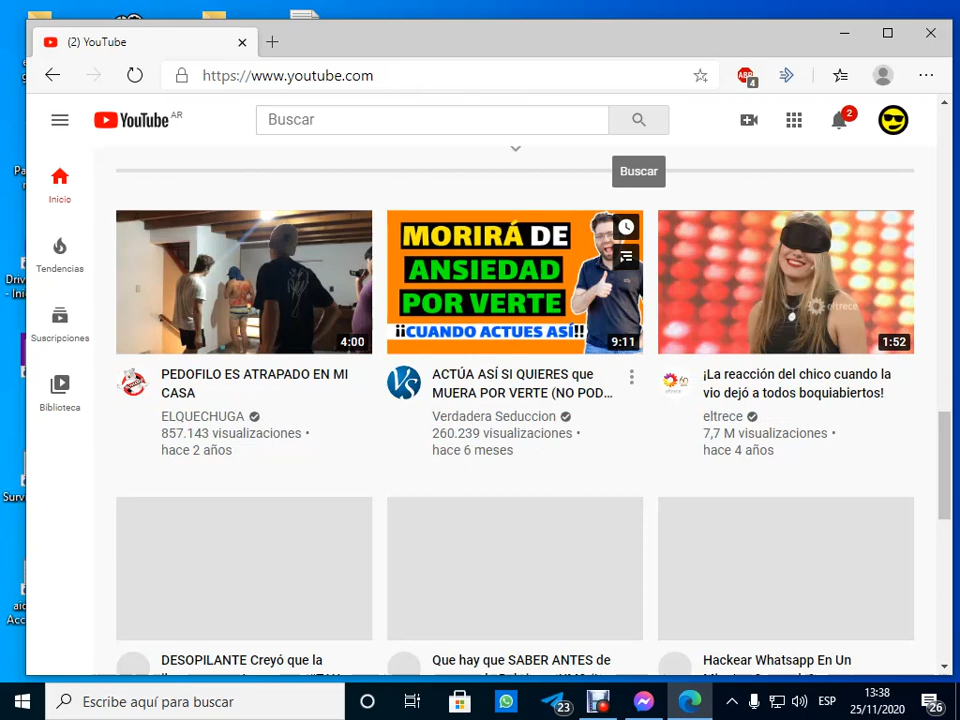 (2) YouTube
https://www.youtube.com
ABP
4
YouTube AR
Buscar
2
Buscar
Inicio
Tendencias
Suscripciones
Biblioteca
4:00
MORIRÁ DE
ANSIEDAD
POR VERTE
¡¡CUANDO ACTUES ASÍ!!
9:11
eltrece
1:52
PEDOFILO ES ATRAPADO EN MI
CASA
ELQUECHUGA
857.143 visualizaciones •
hace 2 años
VS
ACTÚA ASÍ SI QUIERES que
MUERA POR VERTE (NO POD...
Verdadera Seduccion
260.239 visualizaciones •
hace 6 meses
¡La reacción del chico cuando la
vio dejó a todos boquiabiertos!
eltrece
7,7 M visualizaciones •
hace 4 años
DESOPILANTE Creyó que la
Que hay que SABER ANTES de
Hackear Whatsapp En Un
Escribe aquí para buscar
23
ESP
13:38
25/11/2020
26